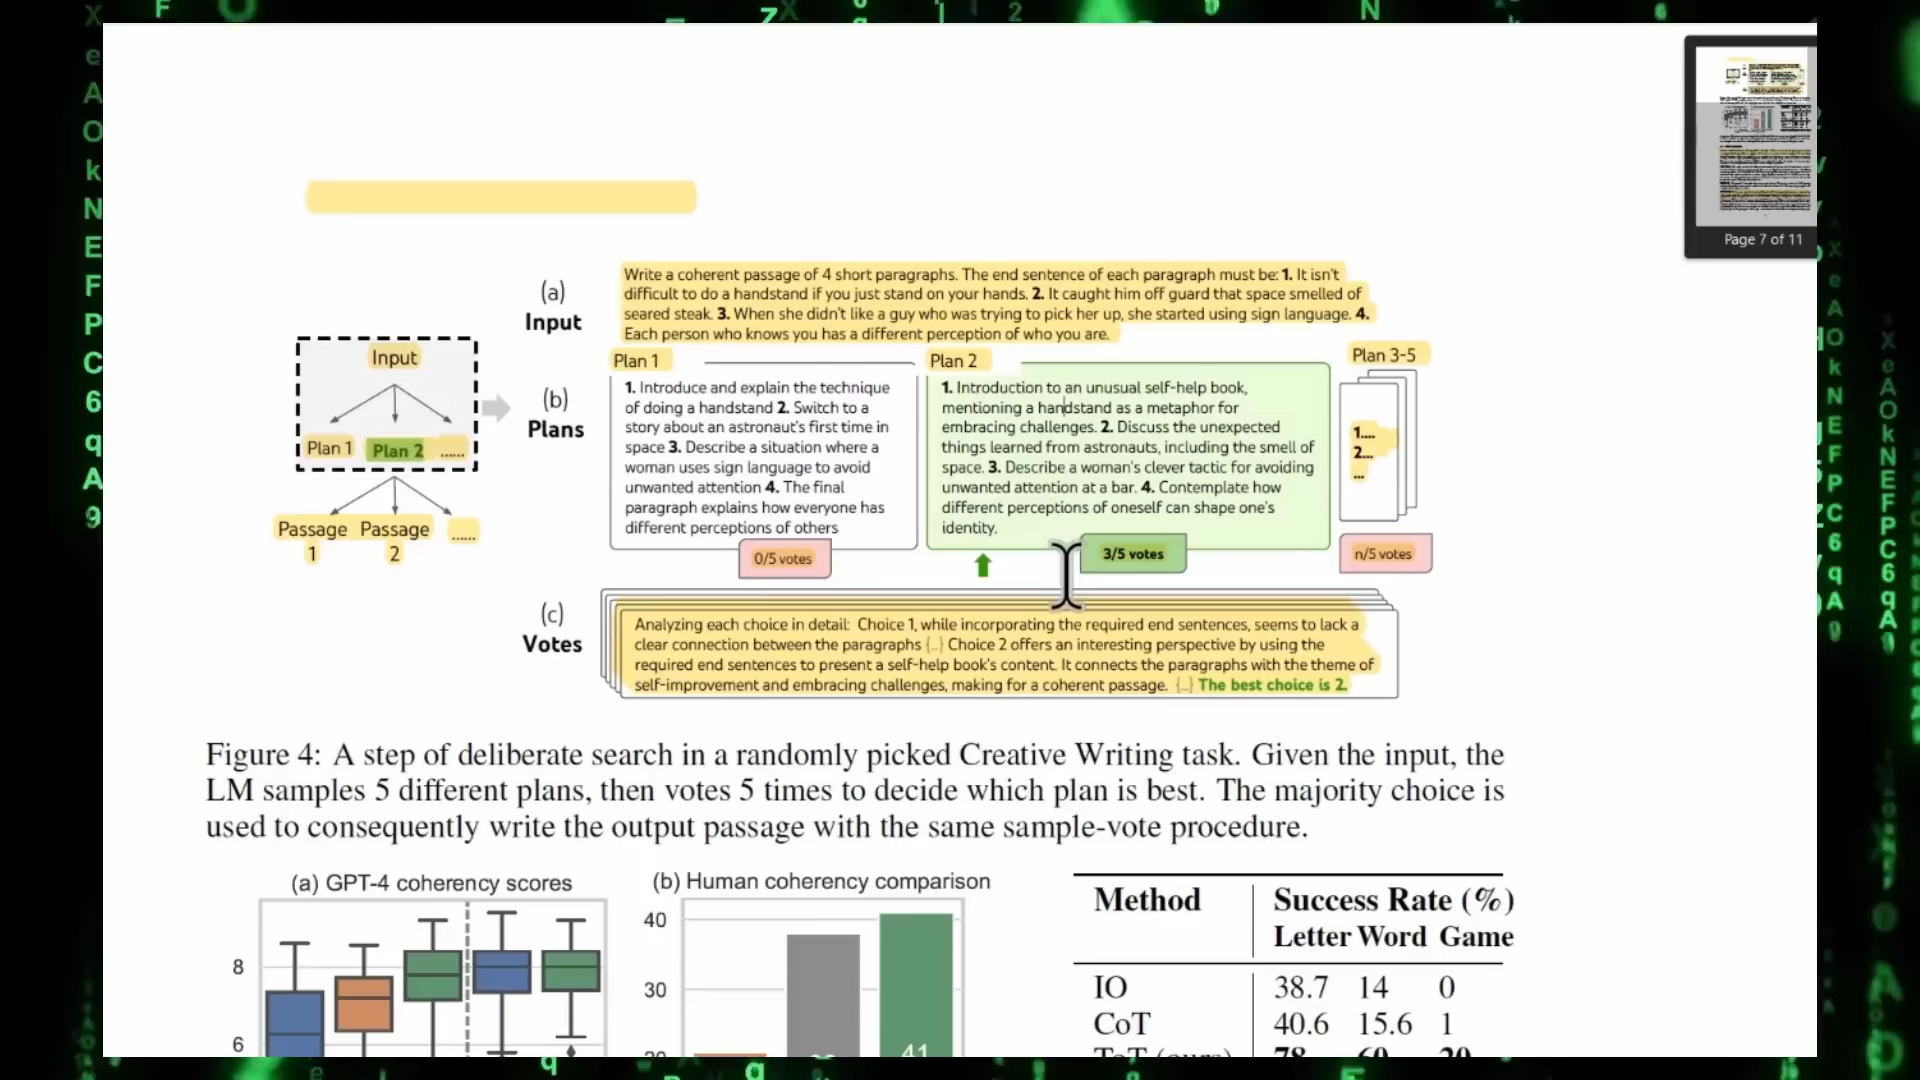 Page 7 of 11
(a)
Input
Write a coherent passage of 4 short paragraphs. The end sentence of each paragraph must be: 1. It isn't
difficult to do a handstand if you just stand on your hands. 2. It caught him off guard that space smelled of
seared steak. 3. When she didn't like a guy who was trying to pick her up, she started using sign language. 4.
Each person who knows you has a different perception of who you are.
Input
Plan 1 Plan 2 ......
Passage Passage ......
1 2
(b)
Plans
Plan 1
1. Introduce and explain the technique
of doing a handstand 2. Switch to a
story about an astronaut's first time in
space 3. Describe a situation where a
woman uses sign language to avoid
unwanted attention 4. The final
paragraph explains how everyone has
different perceptions of others
0/5 votes
Plan 2
1. Introduction to an unusual self-help book,
mentioning a handstand as a metaphor for
embracing challenges. 2. Discuss the unexpected
things learned from astronauts, including the smell of
space. 3. Describe a woman's clever tactic for avoiding
unwanted attention at a bar. 4. Contemplate how
different perceptions of oneself can shape one's
identity.
3/5 votes
Plan 3-5
1....
2...
...
n/5 votes
(c)
Votes
Analyzing each choice in detail: Choice 1, while incorporating the required end sentences, seems to lack a
clear connection between the paragraphs {...} Choice 2 offers an interesting perspective by using the
required end sentences to present a self-help book's content. It connects the paragraphs with the theme of
self-improvement and embracing challenges, making for a coherent passage. {...} The best choice is 2.
Figure 4: A step of deliberate search in a randomly picked Creative Writing task. Given the input, the
LM samples 5 different plans, then votes 5 times to decide which plan is best. The majority choice is
used to consequently write the output passage with the same sample-vote procedure.
(a) GPT-4 coherency scores
8
6
(b) Human coherency comparison
40
30
41
Method Success Rate (%)
Letter Word Game
IO 38.7 14 0
CoT 40.6 15.6 1
ToT (ours) 78 60 20